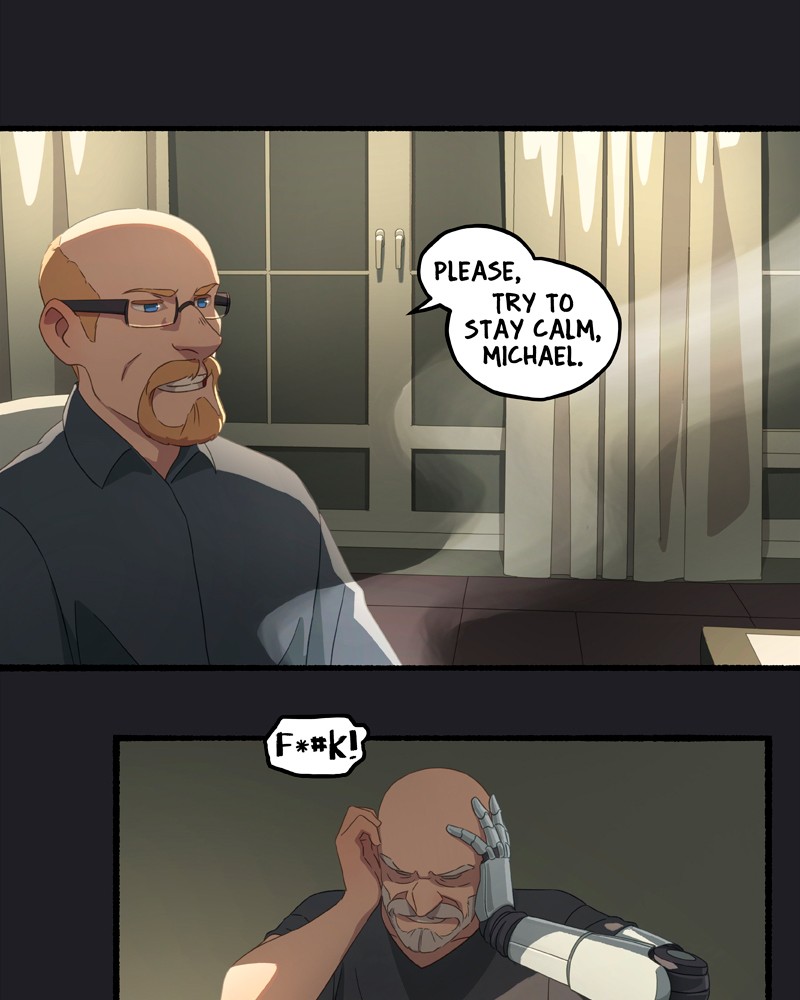 PLEASE,
TRY TO
STAY CALM,
MICHAEL.
F*#K!